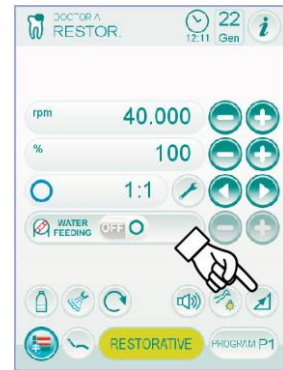 DOCTOR A
RESTOR.
12:11
22
Gen
i
rpm
40.000
%
100
1:1
WATER
FEEDING
OFF
RESTORATIVE
PROGRAM P1